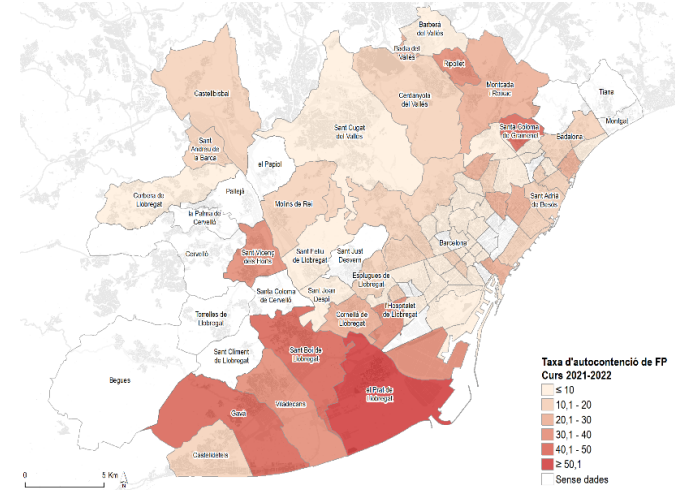 Barberà
del Vallès
Badia del
Vallès
Ripollet
Montcada
i Reixac
Castellbisbal
Cerdanyola
del Vallès
Tiana
Montgat
Santa Coloma
de Gramenet
Badalona
Sant Cugat
del Vallès
Sant
Andreu de
la Barca
el Papiol
Sant Adrià
de Besòs
Corbera de
Llobregat
Pallejà
Molins de Rei
la Palma de
Cervelló
Barcelona
Cervelló
Sant Vicenç
dels Horts
Sant Feliu
de Llobregat
Sant Just
Desvern
Esplugues de
Llobregat
Santa Coloma
de Cervelló
Sant Joan
Despí
l'Hospitalet
de Llobregat
Cornellà de
Llobregat
Torrelles de
Llobregat
Sant Climent
de Llobregat
Sant Boi de
Llobregat
Begues
el Prat de
Llobregat
Viladecans
Gavà
Castelldefels
0 5 Km
N
Taxa d'autocontenció de FP
Curs 2021-2022
≤ 10
10,1 - 20
20,1 - 30
30,1 - 40
40,1 - 50
≥ 50,1
Sense dades